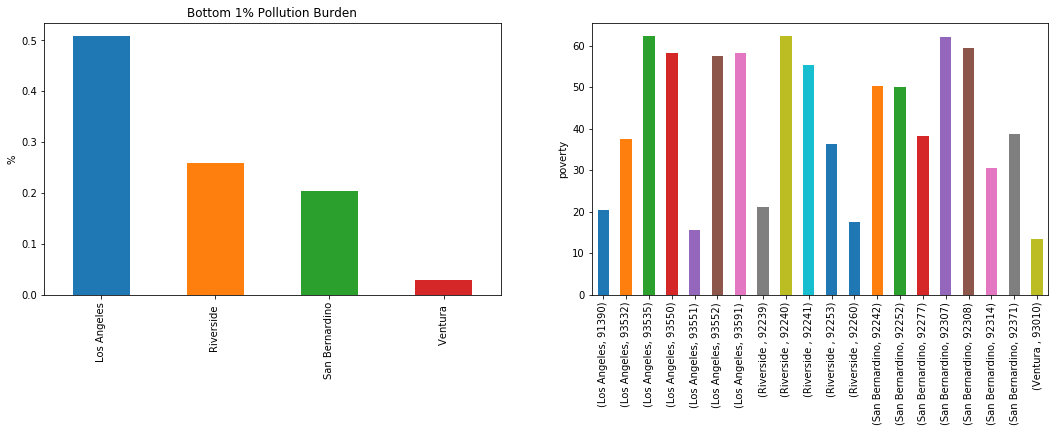 Bottom 1% Pollution Burden
%
0.5
0.4
0.3
0.2
0.1
0.0
Los Angeles
Riverside
San Bernardino
Ventura
poverty
60
50
40
30
20
10
0
(Los Angeles, 91390)
(Los Angeles, 93532)
(Los Angeles, 93535)
(Los Angeles, 93550)
(Los Angeles, 93551)
(Los Angeles, 93552)
(Los Angeles, 93591)
(Riverside , 92239)
(Riverside , 92240)
(Riverside , 92241)
(Riverside , 92253)
(Riverside , 92260)
(San Bernardino, 92242)
(San Bernardino, 92252)
(San Bernardino, 92277)
(San Bernardino, 92307)
(San Bernardino, 92308)
(San Bernardino, 92314)
(San Bernardino, 92371)
(Ventura , 93010)